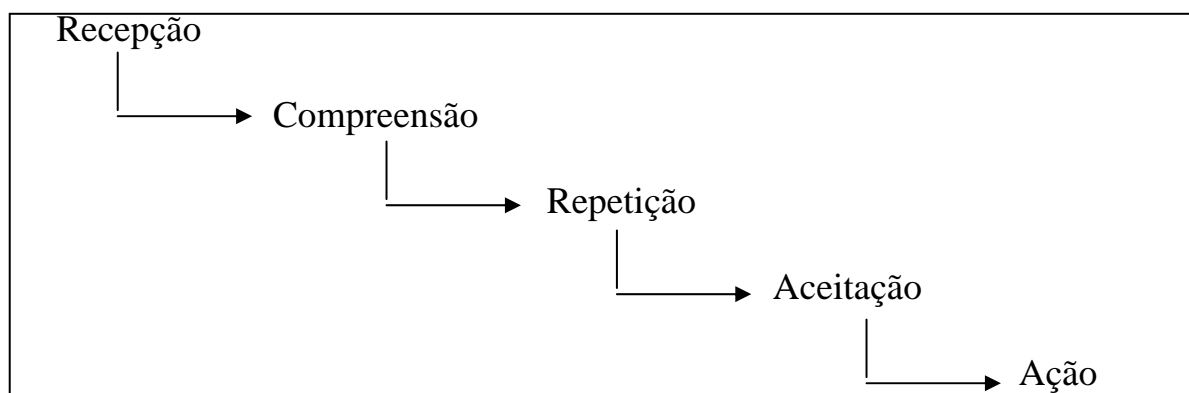 Recepção
Compreensão
Repetição
Aceitação
Ação